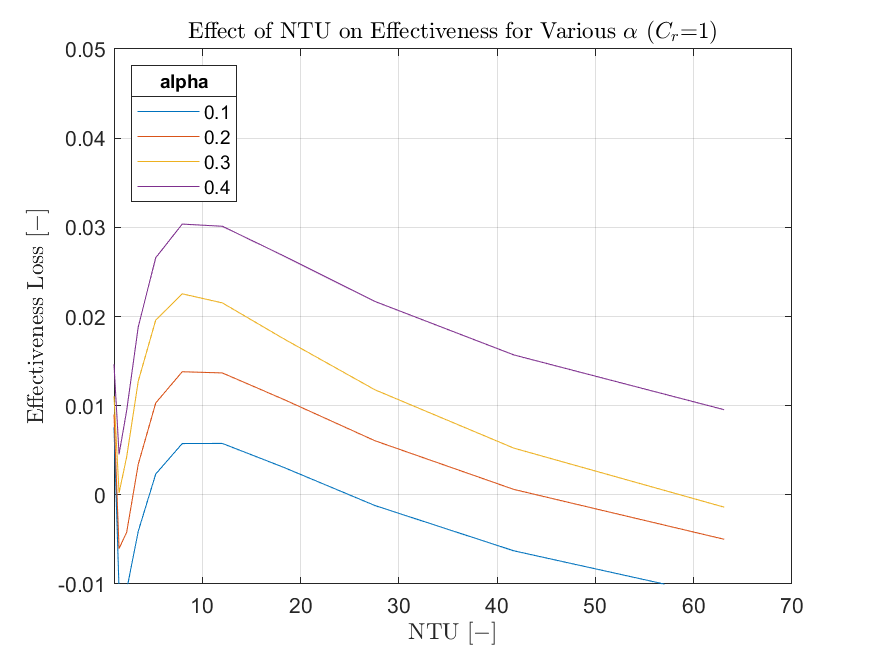 Effect of NTU on Effectiveness for Various α (Cᵣ=1)
0.05
0.04
0.03
0.02
0.01
0
-0.01
Effectiveness Loss [−]
alpha
0.1
0.2
0.3
0.4
10 20 30 40 50 60 70
NTU [−]